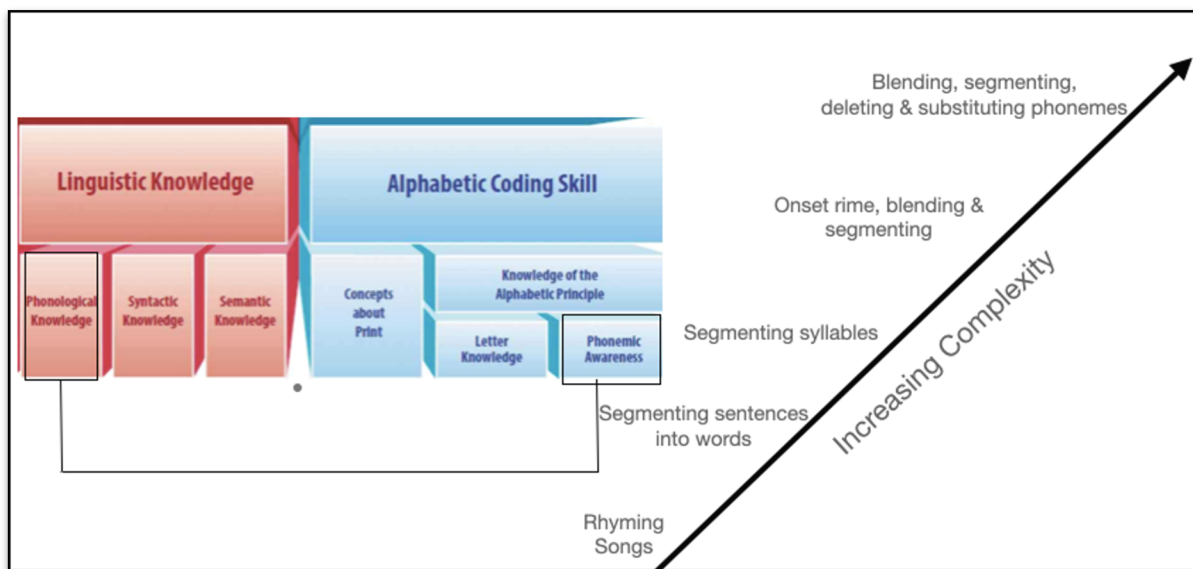 Linguistic Knowledge
Alphabetic Coding Skill
Phonological
Knowledge
Syntactic
Knowledge
Semantic
Knowledge
Concepts
about
Print
Knowledge of the
Alphabetic Principle
Letter
Knowledge
Phonemic
Awareness
Blending, segmenting,
deleting & substituting phonemes
Onset rime, blending &
segmenting
Segmenting syllables
Segmenting sentences
into words
Rhyming
Songs
Increasing Complexity